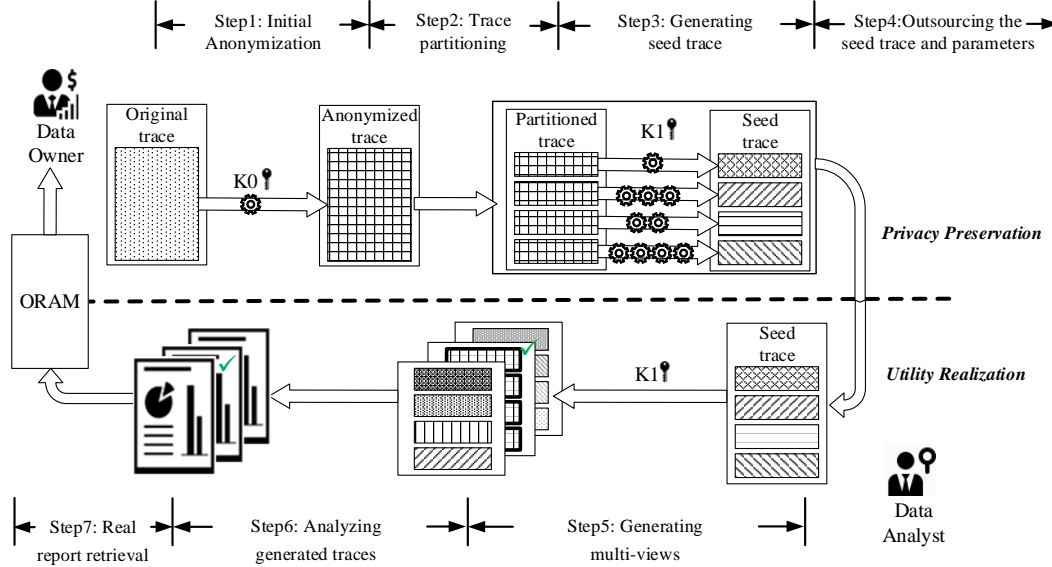 Step1: Initial
Anonymization
Step2: Trace
partitioning
Step3: Generating
seed trace
Step4:Outsourcing the
seed trace and parameters
Data
Owner
Original
trace
K0
Anonymized
trace
Partitioned
trace
K1
Seed
trace
Privacy Preservation
ORAM
Utility Realization
K1
Seed
trace
Data
Analyst
Step7: Real
report retrieval
Step6: Analyzing
generated traces
Step5: Generating
multi-views